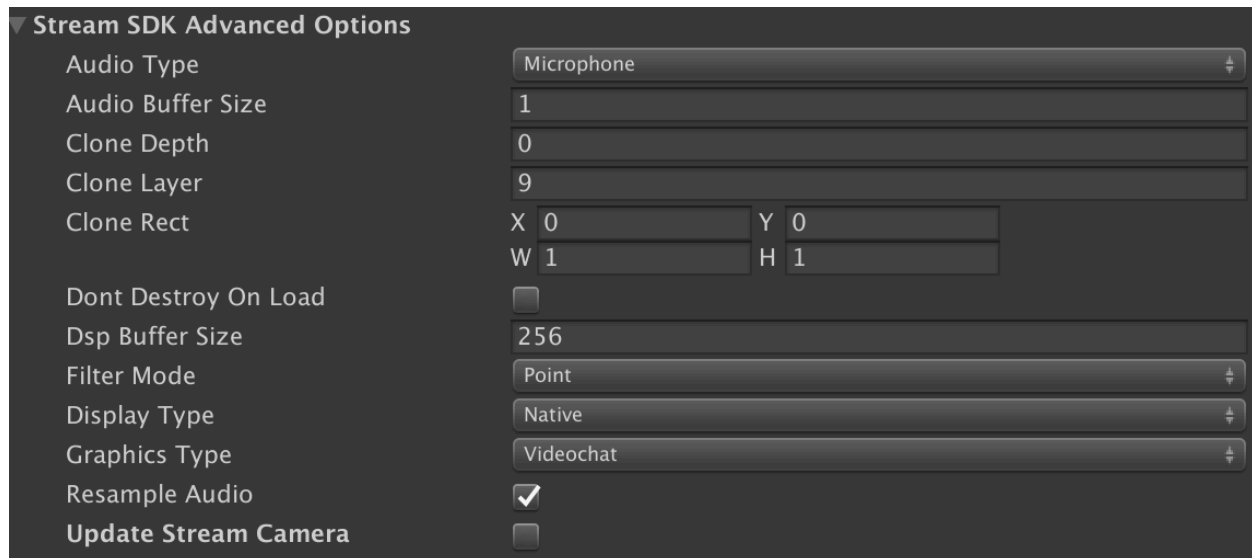 Stream SDK Advanced Options
Audio Type Microphone
Audio Buffer Size 1
Clone Depth 0
Clone Layer 9
Clone Rect X 0 Y 0
W 1 H 1
Dont Destroy On Load
Dsp Buffer Size 256
Filter Mode Point
Display Type Native
Graphics Type Videochat
Resample Audio
Update Stream Camera